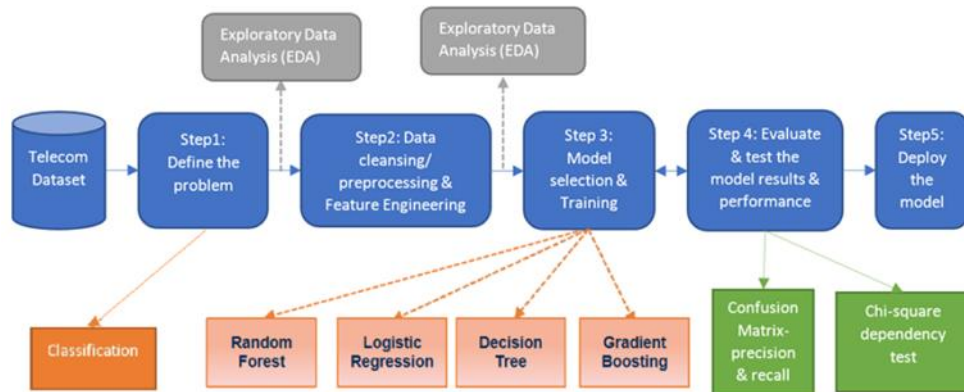 Exploratory Data
Analysis (EDA)
Exploratory Data
Analysis (EDA)
Telecom
Dataset
Step1:
Define the
problem
Step2: Data
cleansing/
preprocessing &
Feature Engineering
Step 3:
Model
selection &
Training
Step 4: Evaluate
& test the
model results &
performance
Step5:
Deploy
the
model
Classification
Random
Forest
Logistic
Regression
Decision
Tree
Gradient
Boosting
Confusion
Matrix-
precision
& recall
Chi-square
dependency
test